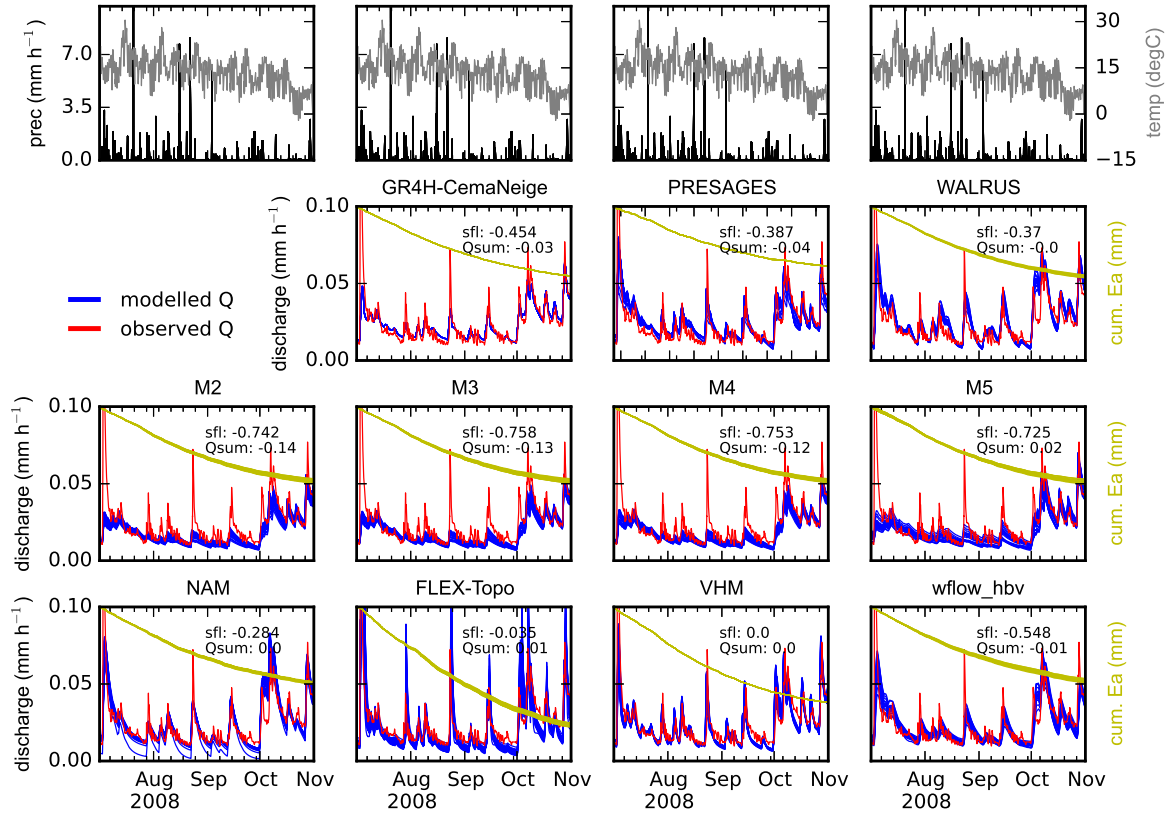 prec (mm h⁻¹)
7.0
3.5
0.0
30
15
0
−15
temp (degC)
GR4H-CemaNeige
PRESAGES
WALRUS
discharge (mm h⁻¹)
0.10
0.05
0.00
sfl: -0.454
Qsum: -0.03
sfl: -0.387
Qsum: -0.04
sfl: -0.37
Qsum: -0.0
cum. Ea (mm)
modelled Q
observed Q
M2
M3
M4
M5
discharge (mm h⁻¹)
0.10
0.05
0.00
sfl: -0.742
Qsum: -0.14
sfl: -0.758
Qsum: -0.13
sfl: -0.753
Qsum: -0.12
sfl: -0.725
Qsum: 0.02
cum. Ea (mm)
NAM
FLEX-Topo
VHM
wflow_hbv
discharge (mm h⁻¹)
0.10
0.05
0.00
sfl: -0.284
Qsum: 0.0
sfl: -0.035
Qsum: 0.01
sfl: 0.0
Qsum: 0.0
sfl: -0.548
Qsum: -0.01
cum. Ea (mm)
Aug Sep Oct Nov
2008
Aug Sep Oct Nov
2008
Aug Sep Oct Nov
2008
Aug Sep Oct Nov
2008